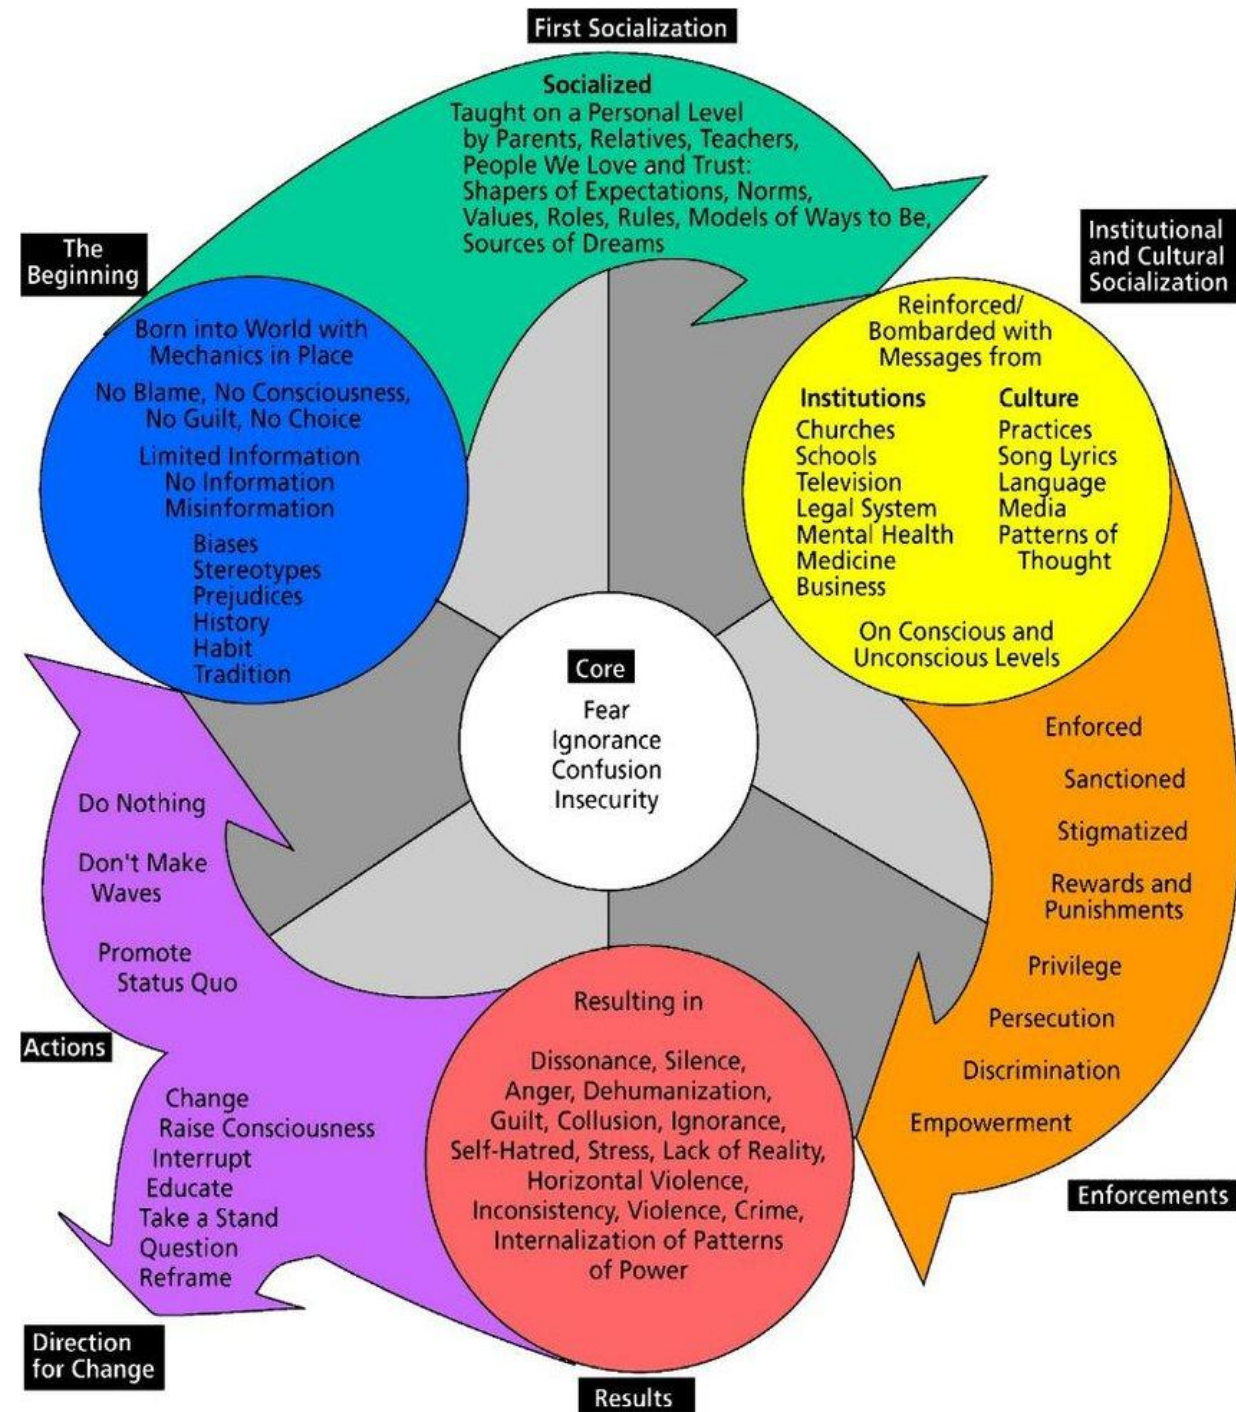 First Socialization
Socialized
Taught on a Personal Level
by Parents, Relatives, Teachers,
People We Love and Trust:
Shapers of Expectations, Norms,
Values, Roles, Rules, Models of Ways to Be,
Sources of Dreams
The
Beginning
Born into World with
Mechanics in Place
No Blame, No Consciousness,
No Guilt, No Choice
Limited Information
No Information
Misinformation
Biases
Stereotypes
Prejudices
History
Habit
Tradition
Institutional
and Cultural
Socialization
Reinforced/
Bombarded with
Messages from
Institutions
Churches
Schools
Television
Legal System
Mental Health
Medicine
Business
Culture
Practices
Song Lyrics
Language
Media
Patterns of
Thought
On Conscious and
Unconscious Levels
Core
Fear
Ignorance
Confusion
Insecurity
Enforced
Sanctioned
Stigmatized
Rewards and
Punishments
Privilege
Persecution
Discrimination
Empowerment
Enforcements
Resulting in
Dissonance, Silence,
Anger, Dehumanization,
Guilt, Collusion, Ignorance,
Self-Hatred, Stress, Lack of Reality,
Horizontal Violence,
Inconsistency, Violence, Crime,
Internalization of Patterns
of Power
Results
Do Nothing
Don't Make
Waves
Promote
Status Quo
Actions
Change
Raise Consciousness
Interrupt
Educate
Take a Stand
Question
Reframe
Direction
for Change